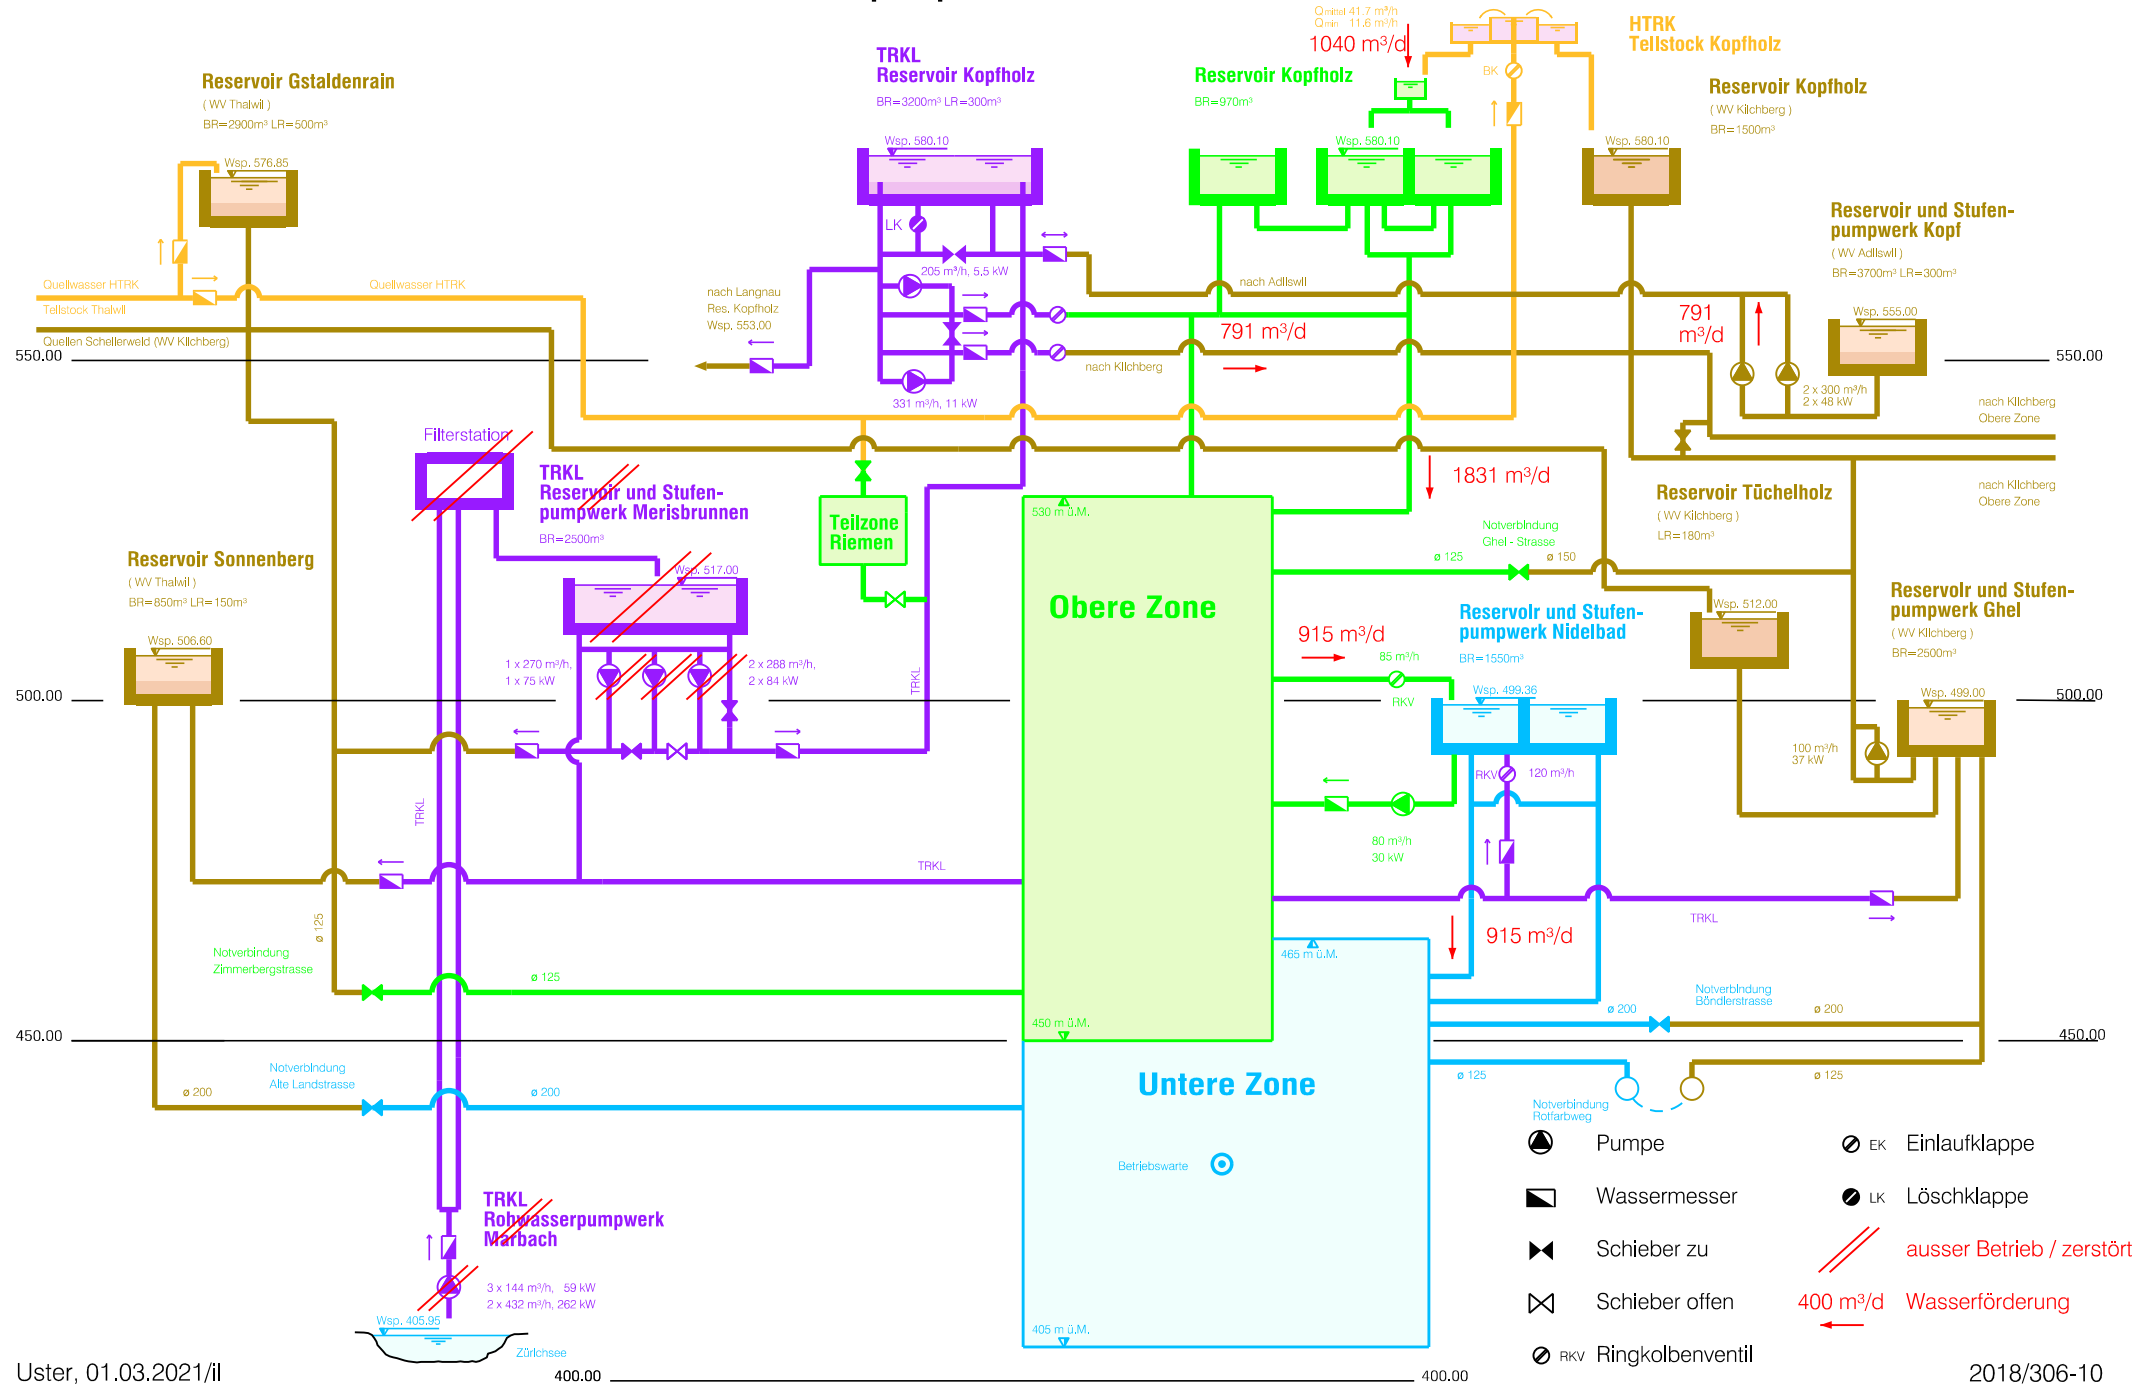 Qmittel 41.7 m³/h
Qmin 11.6 m³/h
1040 m³/d
HTRK
Tellstock Kopfholz
TRKL
Reservoir Kopfholz
BR=3200m³ LR=300m³
Reservoir Kopfholz
BR=970m³
BK
Reservoir Kopfholz
( WV Kilchberg )
BR=1500m³
Reservoir Gstaldenrain
( WV Thalwil )
BR=2900m³ LR=500m³
Wsp. 576.85
Wsp. 580.10
Wsp. 580.10
Wsp. 580.10
Reservoir und Stufen-
pumpwerk Kopf
( WV Adliswil )
BR=3700m³ LR=300m³
Wsp. 555.00
LK
205 m³/h, 5,5 kW
Quellwasser HTRK
Quellwasser HTRK
Tellstock Thalwil
Quellen Schellerweid (WV Kilchberg)
nach Langnau
Res. Kopfholz
Wsp. 553.00
nach Adliswil
791 m³/d
791
m³/d
nach Kilchberg
331 m³/h, 11 kW
550.00
550.00
2 x 300 m³/h
2 x 48 kW
nach Kilchberg
Obere Zone
nach Kilchberg
Obere Zone
Filterstation
TRKL
Reservoir und Stufen-
pumpwerk Merisbrunnen
BR=2500m³
Wsp. 517.00
Teilzone
Riemen
530 m ü.M.
1831 m³/d
Notverbindung
Ghei - Strasse
ø 125
ø 150
Reservoir Tüchelholz
( WV Kilchberg )
LR=180m³
Wsp. 512.00
Reservoir Sonnenberg
( WV Thalwil )
BR=850m³ LR=150m³
Wsp. 506.60
Obere Zone
Reservoir und Stufen-
pumpwerk Nidelbad
BR=1550m³
Wsp. 499.36
Reservoir und Stufen-
pumpwerk Ghei
( WV Kilchberg )
BR=2500m³
Wsp. 499.00
915 m³/d
85 m³/h
RKV
1 x 270 m³/h,
1 x 75 kW
2 x 288 m³/h,
2 x 84 kW
TRKL
500.00
500.00
100 m³/h
37 kW
RKV
120 m³/h
80 m³/h
30 kW
TRKL
TRKL
TRKL
ø 125
915 m³/d
465 m ü.M.
Notverbindung
Zimmerbergstrasse
ø 125
450 m ü.M.
Notverbindung
Böndlerstrasse
ø 200
ø 200
450.00
450.00
Notverbindung
Alte Landstrasse
ø 200
ø 200
ø 125
ø 125
Notverbindung
Rotfarbweg
Untere Zone
Betriebswarte
TRKL
Rohwasserpumpwerk
Marbach
3 x 144 m³/h, 59 kW
2 x 432 m³/h, 262 kW
Wsp. 405.95
Zürichsee
405 m ü.M.
Pumpe
EK Einlaufklappe
Wassermesser
LK Löschklappe
Schieber zu
ausser Betrieb / zerstört
Schieber offen
400 m³/d Wasserförderung
RKV Ringkolbenventil
Uster, 01.03.2021/il
400.00
400.00
2018/306-10